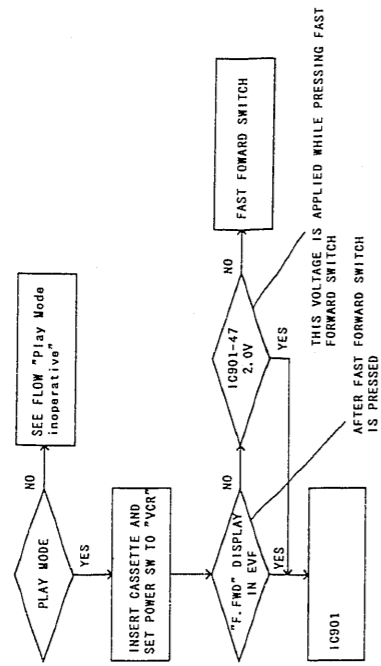 PLAY MODE
NO
SEE FLOW "Play Mode
inoperative"
YES
INSERT CASSETTE AND
SET POWER SW TO "VCR"
"F.FWD" DISPLAY
IN EVF
NO
IC901-47
2.0V
NO
FAST FOWARD SWITCH
YES
YES
IC901
AFTER FAST FORWARD SWITCH
IS PRESSED
THIS VOLTAGE IS APPLIED WHILE PRESSING FAST
FORWARD SWITCH